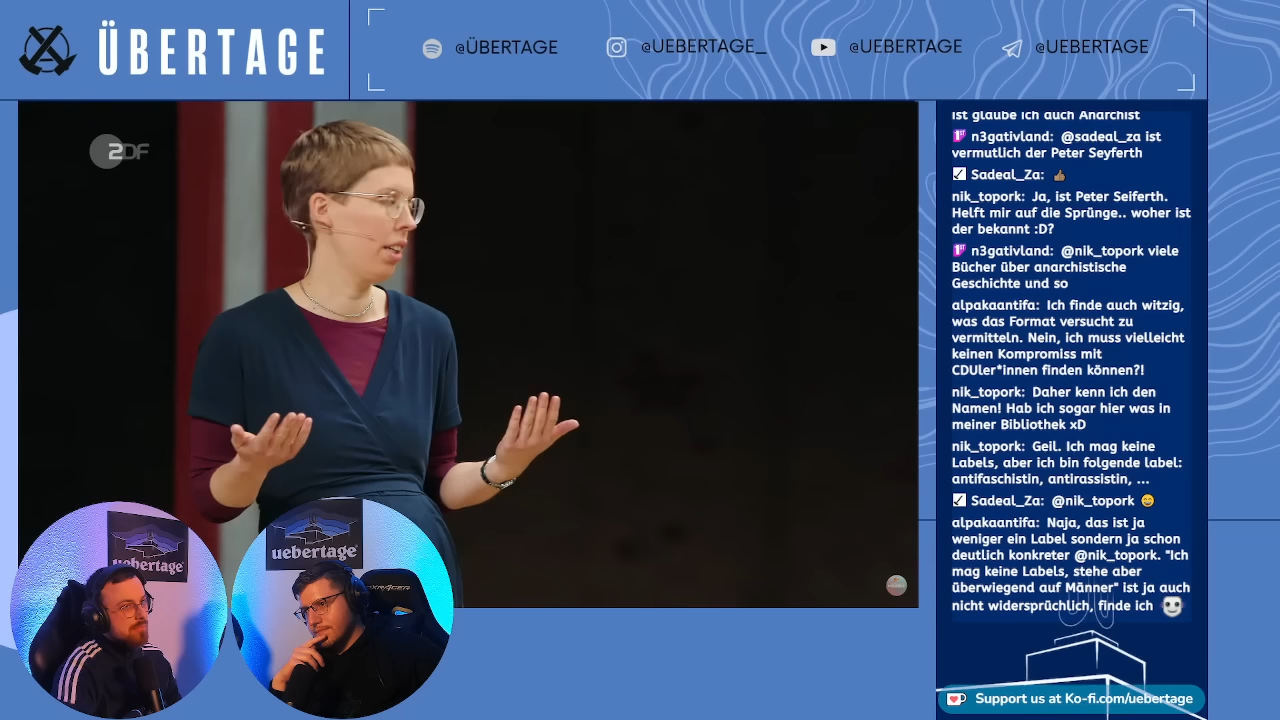 ÜBERTAGE
@ÜBERTAGE
@UEBERTAGE_
@UEBERTAGE
@UEBERTAGE
ZDF
ist glaube ich auch Anarchist
n3gativland: @sadeal_za ist
vermutlich der Peter Seyferth
Sadeal_Za:
nik_topork: Ja, ist Peter Seiferth.
Helft mir auf die Sprünge.. woher ist
der bekannt :D?
n3gativland: @nik_topork viele
Bücher über anarchistische
Geschichte und so
alpakaantifa: Ich finde auch witzig,
was das Format versucht zu
vermitteln. Nein, ich muss vielleicht
keinen Kompromiss mit
CDUler*innen finden können?!
nik_topork: Daher kenn ich den
Namen! Hab ich sogar hier was in
meiner Bibliothek xD
nik_topork: Geil. Ich mag keine
Labels, aber ich bin folgende label:
antifaschistin, antirassistin, ...
Sadeal_Za: @nik_topork
alpakaantifa: Naja, das ist ja
weniger ein Label sondern ja schon
deutlich konkreter @nik_topork. "Ich
mag keine Labels, stehe aber
überwiegend auf Männer" ist ja auch
nicht widersprüchlich, finde ich
uebertage
uebertage
Support us at Ko-fi.com/uebertage